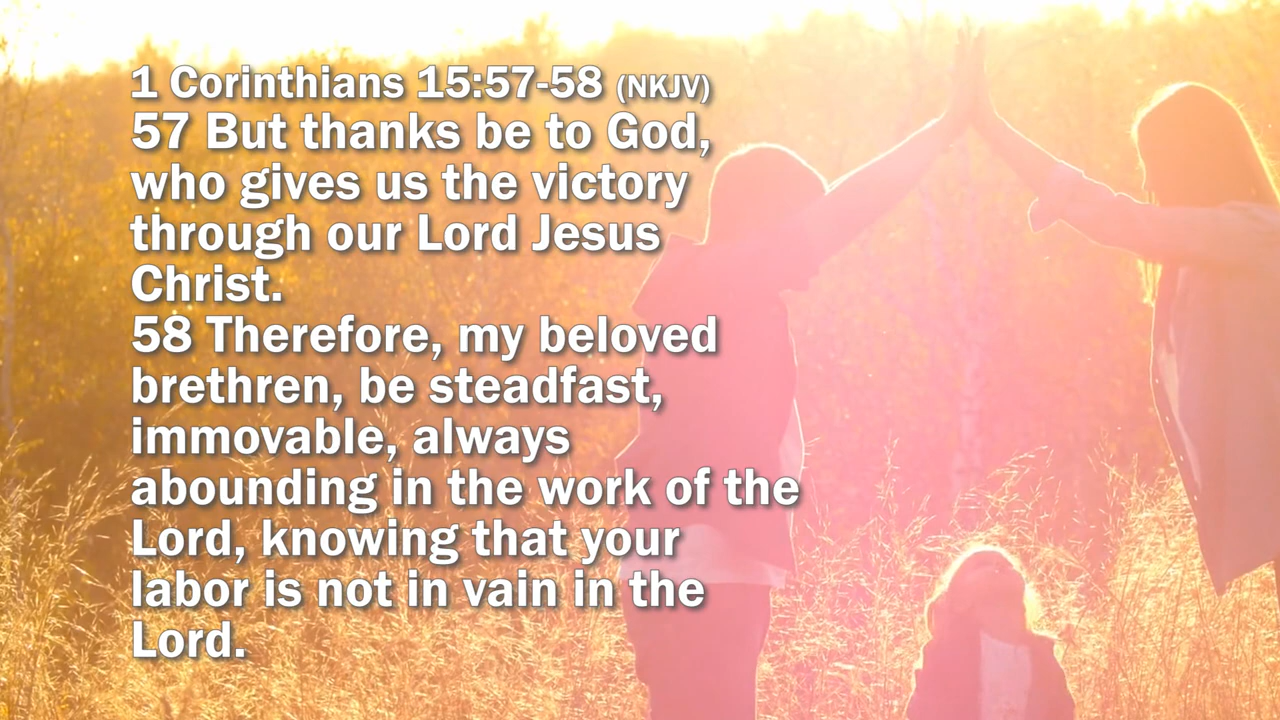 1 Corinthians 15:57-58 (NKJV)
57 But thanks be to God,
who gives us the victory
through our Lord Jesus
Christ.
58 Therefore, my beloved
brethren, be steadfast,
immovable, always
abounding in the work of the
Lord, knowing that your
labor is not in vain in the
Lord.